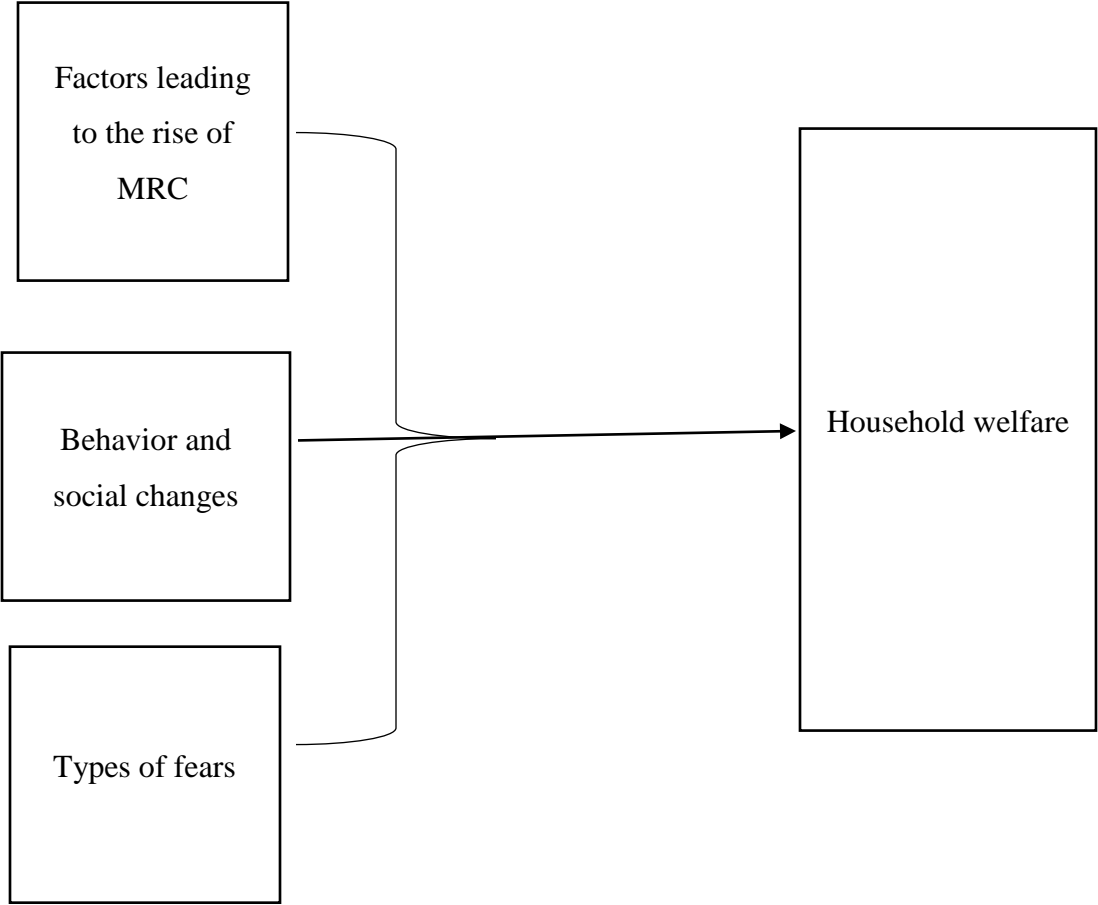 Factors leading
to the rise of
MRC
Behavior and
social changes
Types of fears
Household welfare